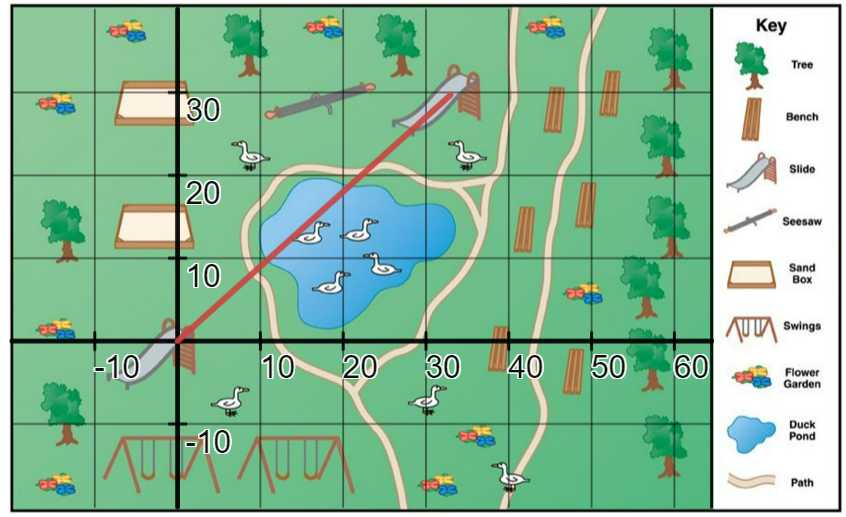 Key
Tree
30
Bench
Slide
20
Seesaw
10
Sand
Box
Swings
-10 10 20 30 40 50 60
Flower
Garden
-10
Duck
Pond
Path